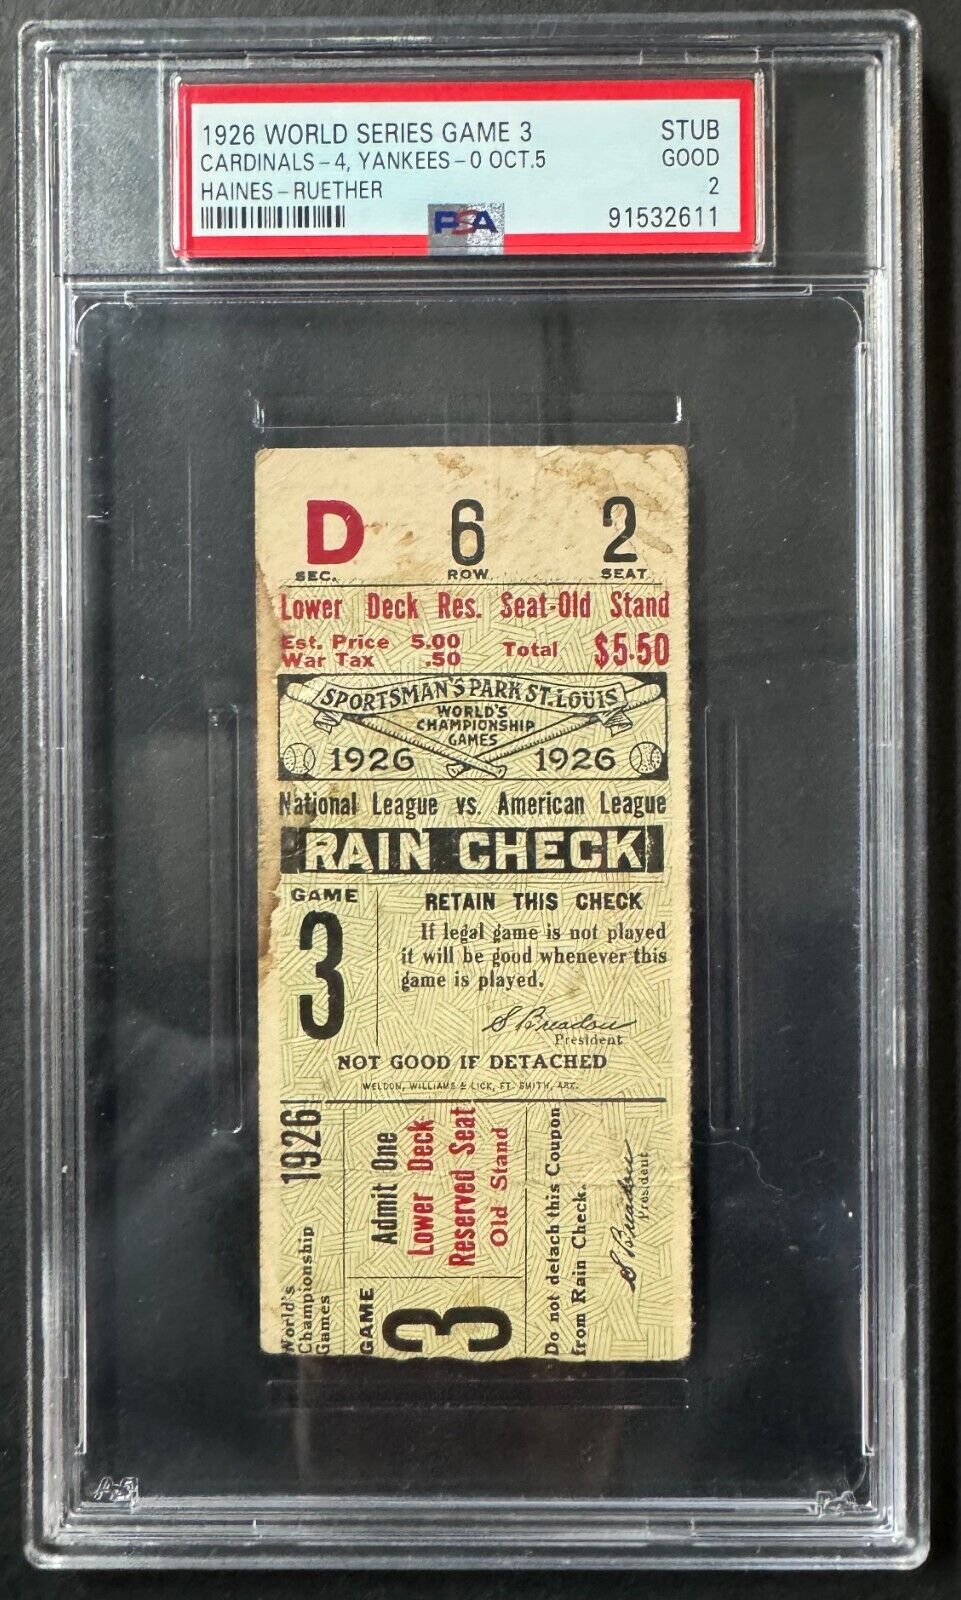 1926 WORLD SERIES GAME 3 STUB
CARDINALS-4, YANKEES-0 OCT.5 GOOD
HAINES-RUETHER 2
PSA 91532611
D 6 2
SEC. ROW SEAT
Lower Deck Res. Seat-Old Stand
Est. Price 5.00
War Tax .50 Total $5.50
SPORTSMAN'S PARK ST. LOUIS
WORLD'S
CHAMPIONSHIP
GAMES
1926 1926
National League vs. American League
RAIN CHECK
GAME
3
RETAIN THIS CHECK
If legal game is not played
it will be good whenever this
game is played.
S Breadon
President
NOT GOOD IF DETACHED
WELDON, WILLIAMS & LICK, FT. SMITH, ARK.
1926
World's
Championship
Games
Admit One
Lower Deck
Reserved Seat
Old Stand
GAME
3
Do not detach this Coupon
from Rain Check.
S Breadon
President